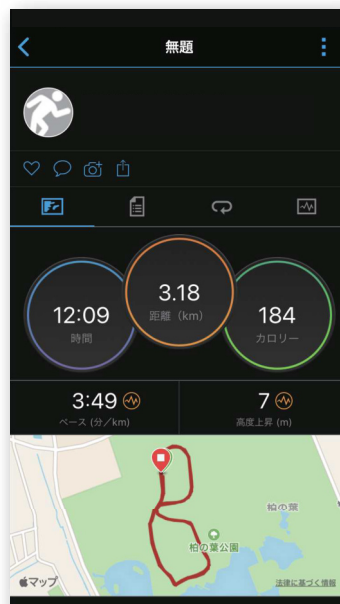 無題
3.18
距離（km）
12:09
時間
184
カロリー
3:49
ペース (分／km)
7
高度上昇 (m)
柏の葉
柏の葉公園
マップ
法律に基づく情報